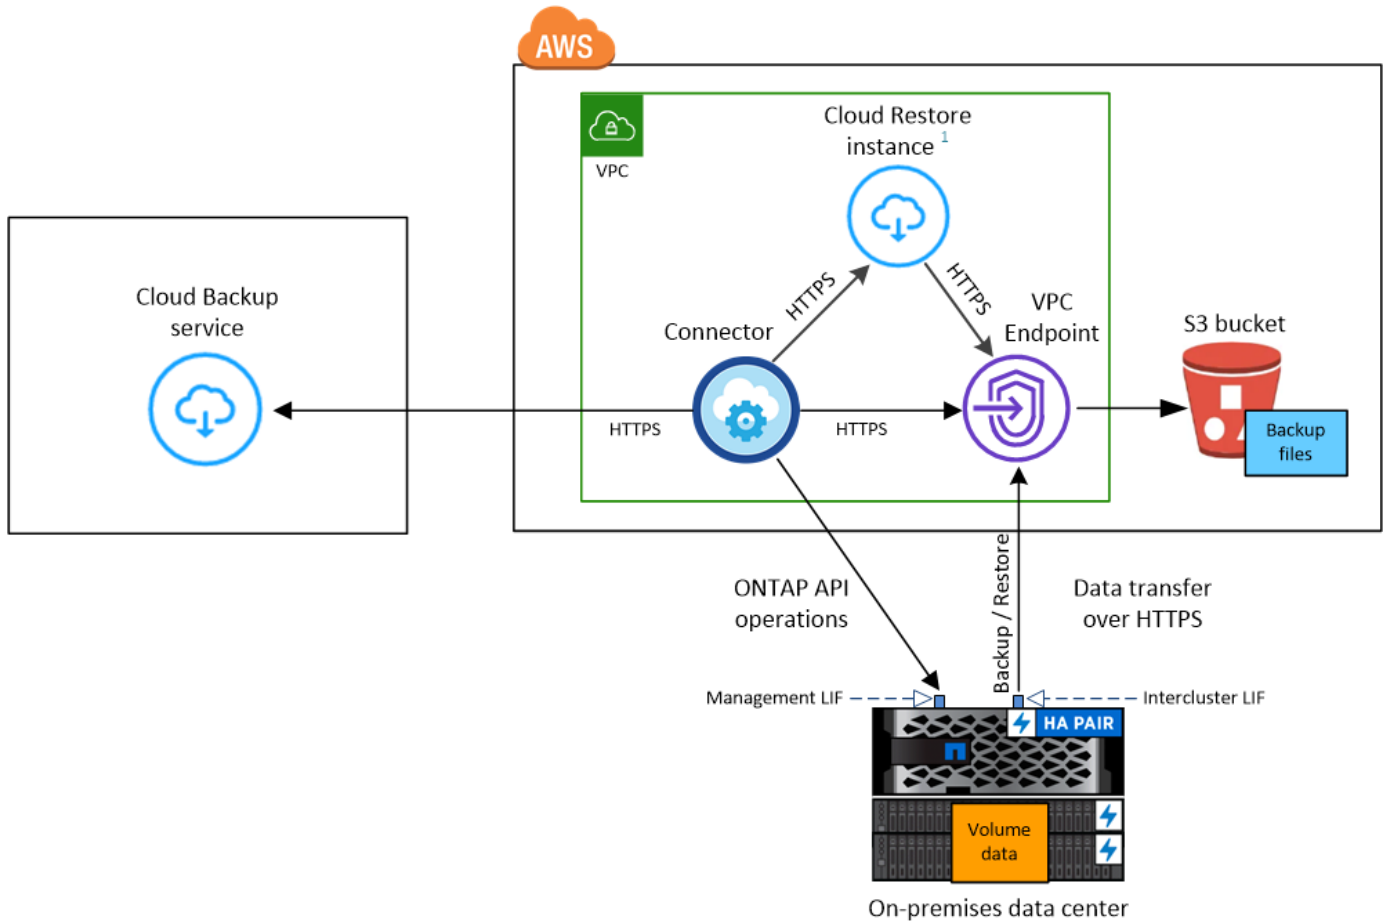 AWS
VPC
Cloud Restore
instance 1
Cloud Backup
service
Connector
HTTPS
HTTPS
VPC
Endpoint
S3 bucket
Backup
files
HTTPS
HTTPS
ONTAP API
operations
Backup / Restore
Data transfer
over HTTPS
Management LIF
Intercluster LIF
HA PAIR
Volume
data
On-premises data center